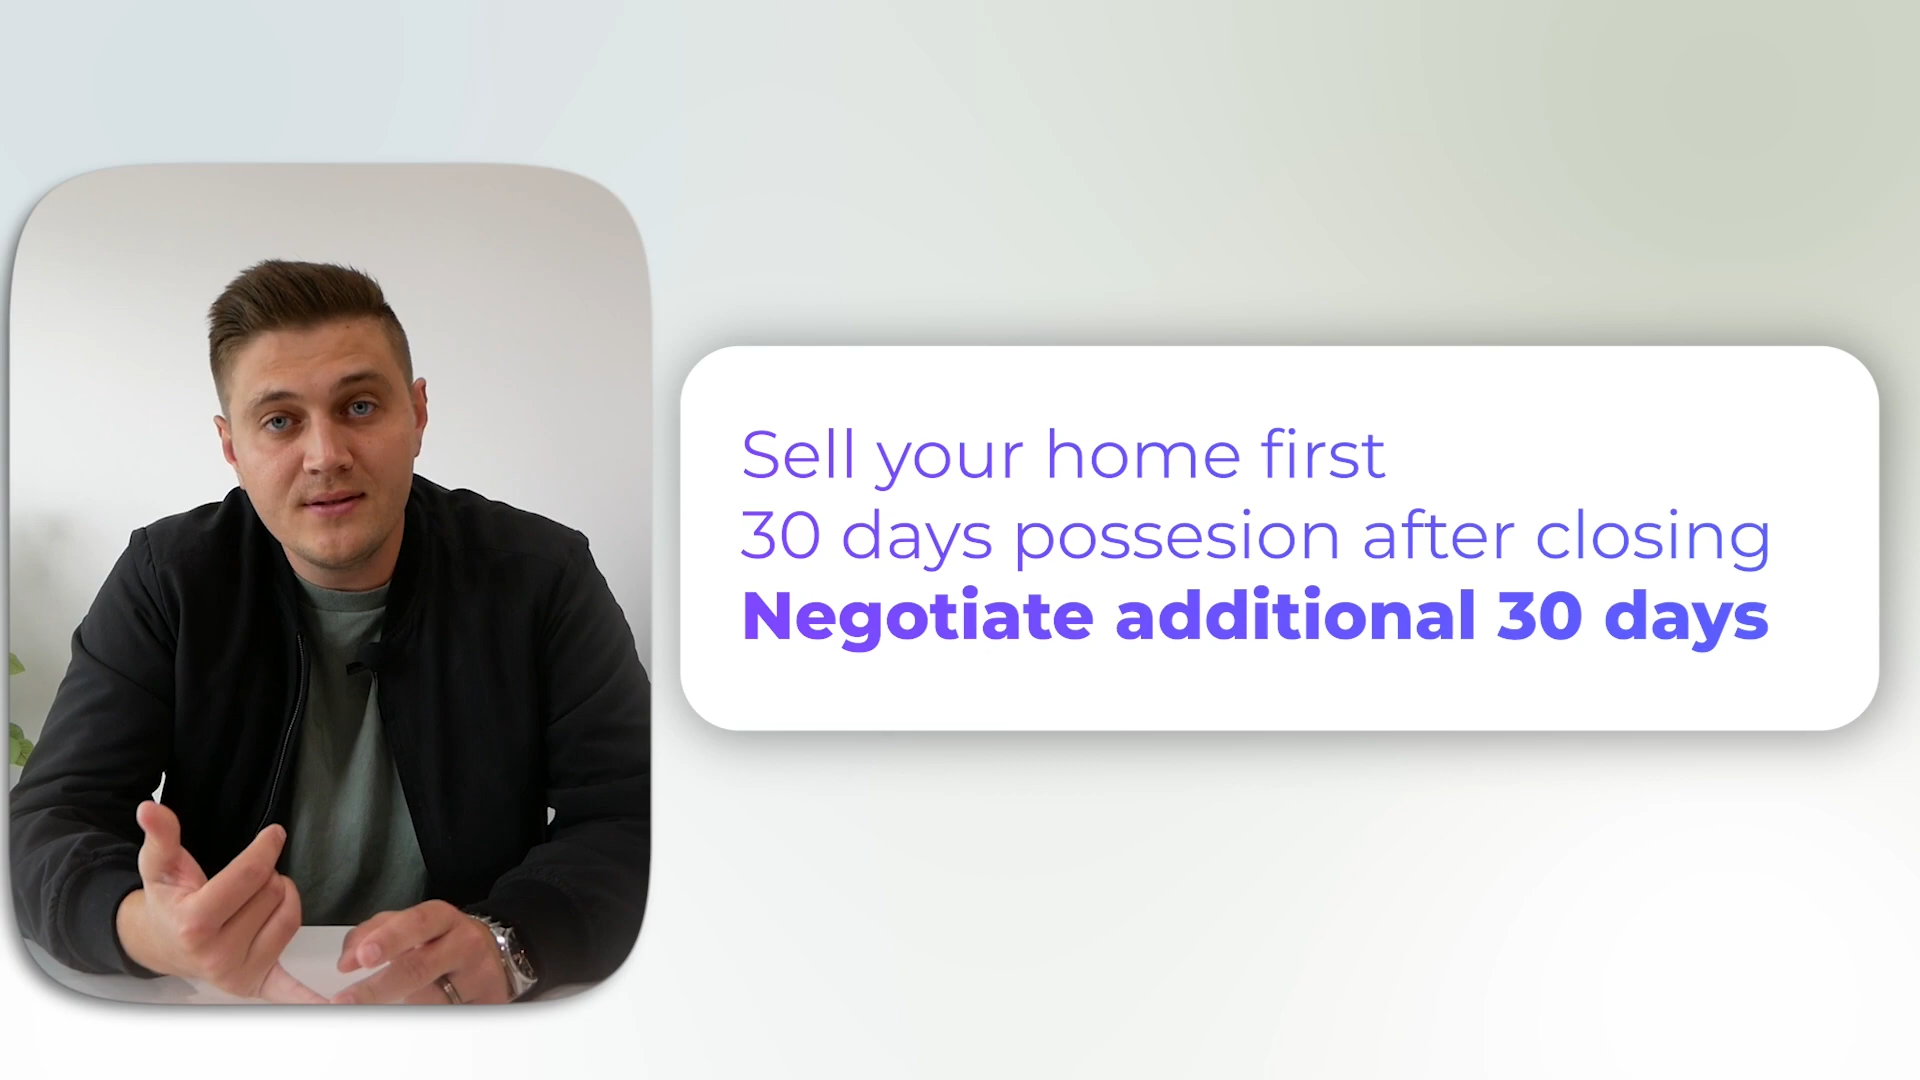 Sell your home first
30 days possesion after closing
Negotiate additional 30 days